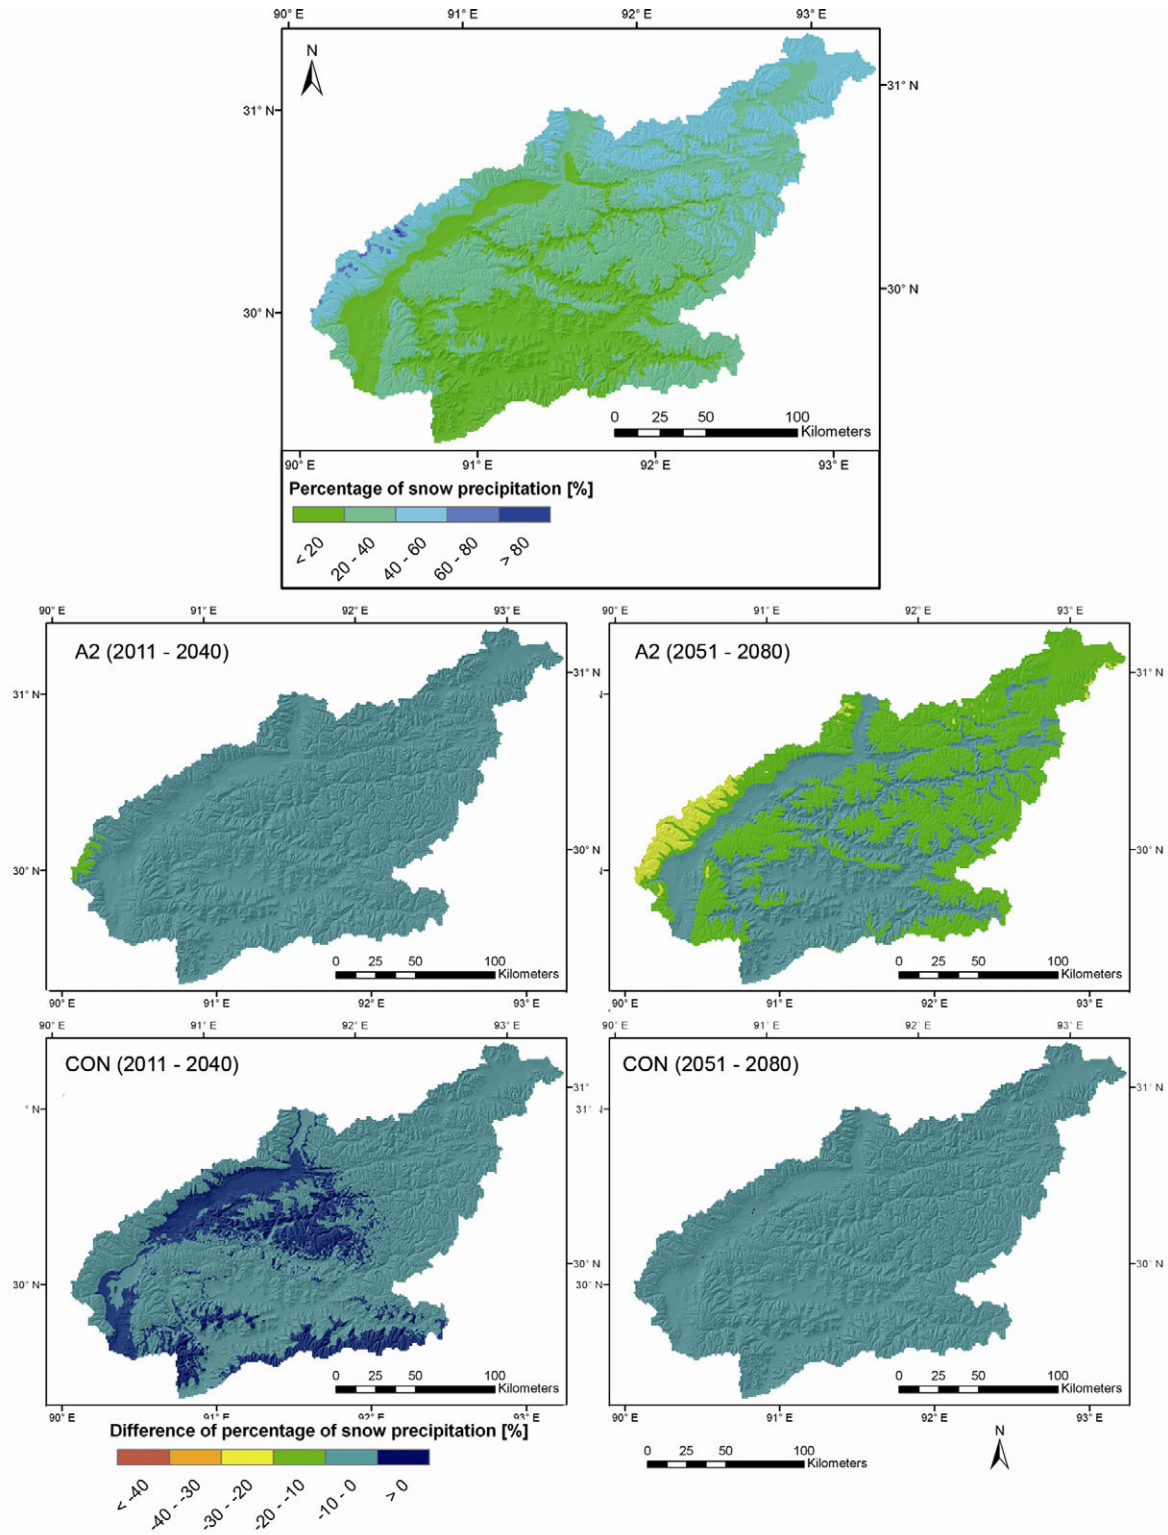 90° E 91° E 92° E 93° E
N
31° N
31° N
30° N
30° N
0 25 50 100
Kilometers
90° E 91° E 92° E 93° E
Percentage of snow precipitation [%]
< 20 20 - 40 40 - 60 60 - 80 > 80
90° E 91° E 92° E 93° E
A2 (2011 - 2040)
31° N
31° N
30° N
30° N
0 25 50 100
Kilometers
90° E 91° E 92° E 93° E
90° E 91° E 92° E 93° E
A2 (2051 - 2080)
31° N
30° N
0 25 50 100
Kilometers
90° E 91° E 92° E 93° E
90° E 91° E 92° E 93° E
CON (2011 - 2040)
31°
° N
30° N
30° N
0 25 50 100
Kilometers
90° E 91° E 92° E 93° E
90° E 91° E 92° E 93° E
CON (2051 - 2080)
31° N
31°
30° N
30° N
0 25 50 100
Kilometers
90° E 91° E 92° E 93° E
Difference of percentage of snow precipitation [%]
< -40 -40 - -30 -30 - -20 -20 - -10 -10 - 0 > 0
0 25 50 100
Kilometers
N